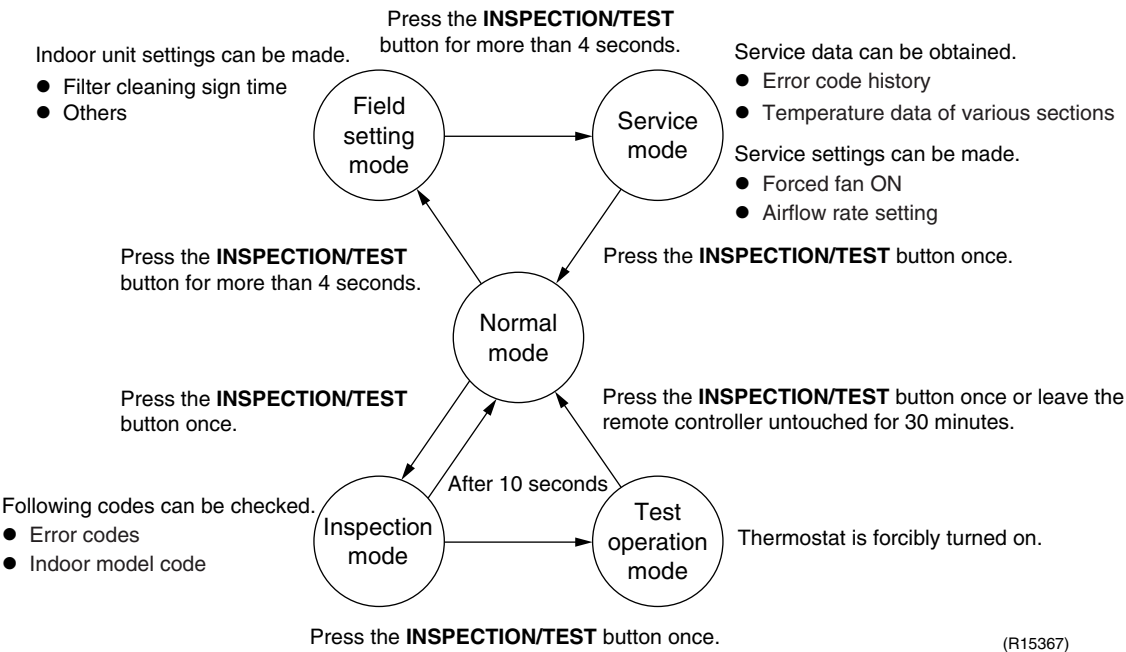 Press the INSPECTION/TEST
button for more than 4 seconds.
Indoor unit settings can be made.
● Filter cleaning sign time
● Others
Field
setting
mode
Service
mode
Service data can be obtained.
● Error code history
● Temperature data of various sections
Service settings can be made.
● Forced fan ON
● Airflow rate setting
Press the INSPECTION/TEST
button for more than 4 seconds.
Press the INSPECTION/TEST button once.
Normal
mode
Press the INSPECTION/TEST
button once.
Press the INSPECTION/TEST button once or leave the
remote controller untouched for 30 minutes.
After 10 seconds
Following codes can be checked.
● Error codes
● Indoor model code
Inspection
mode
Test
operation
mode
Thermostat is forcibly turned on.
Press the INSPECTION/TEST button once.
(R15367)